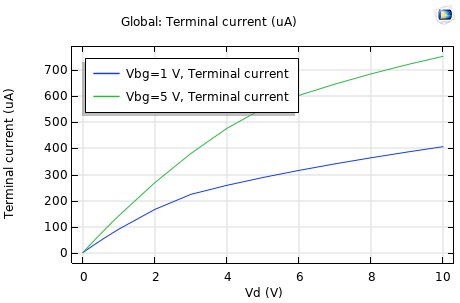 Global: Terminal current (uA)
Vbg=1 V, Terminal current
Vbg=5 V, Terminal current
Terminal current (uA)
700
600
500
400
300
200
100
0
0 2 4 6 8 10
Vd (V)